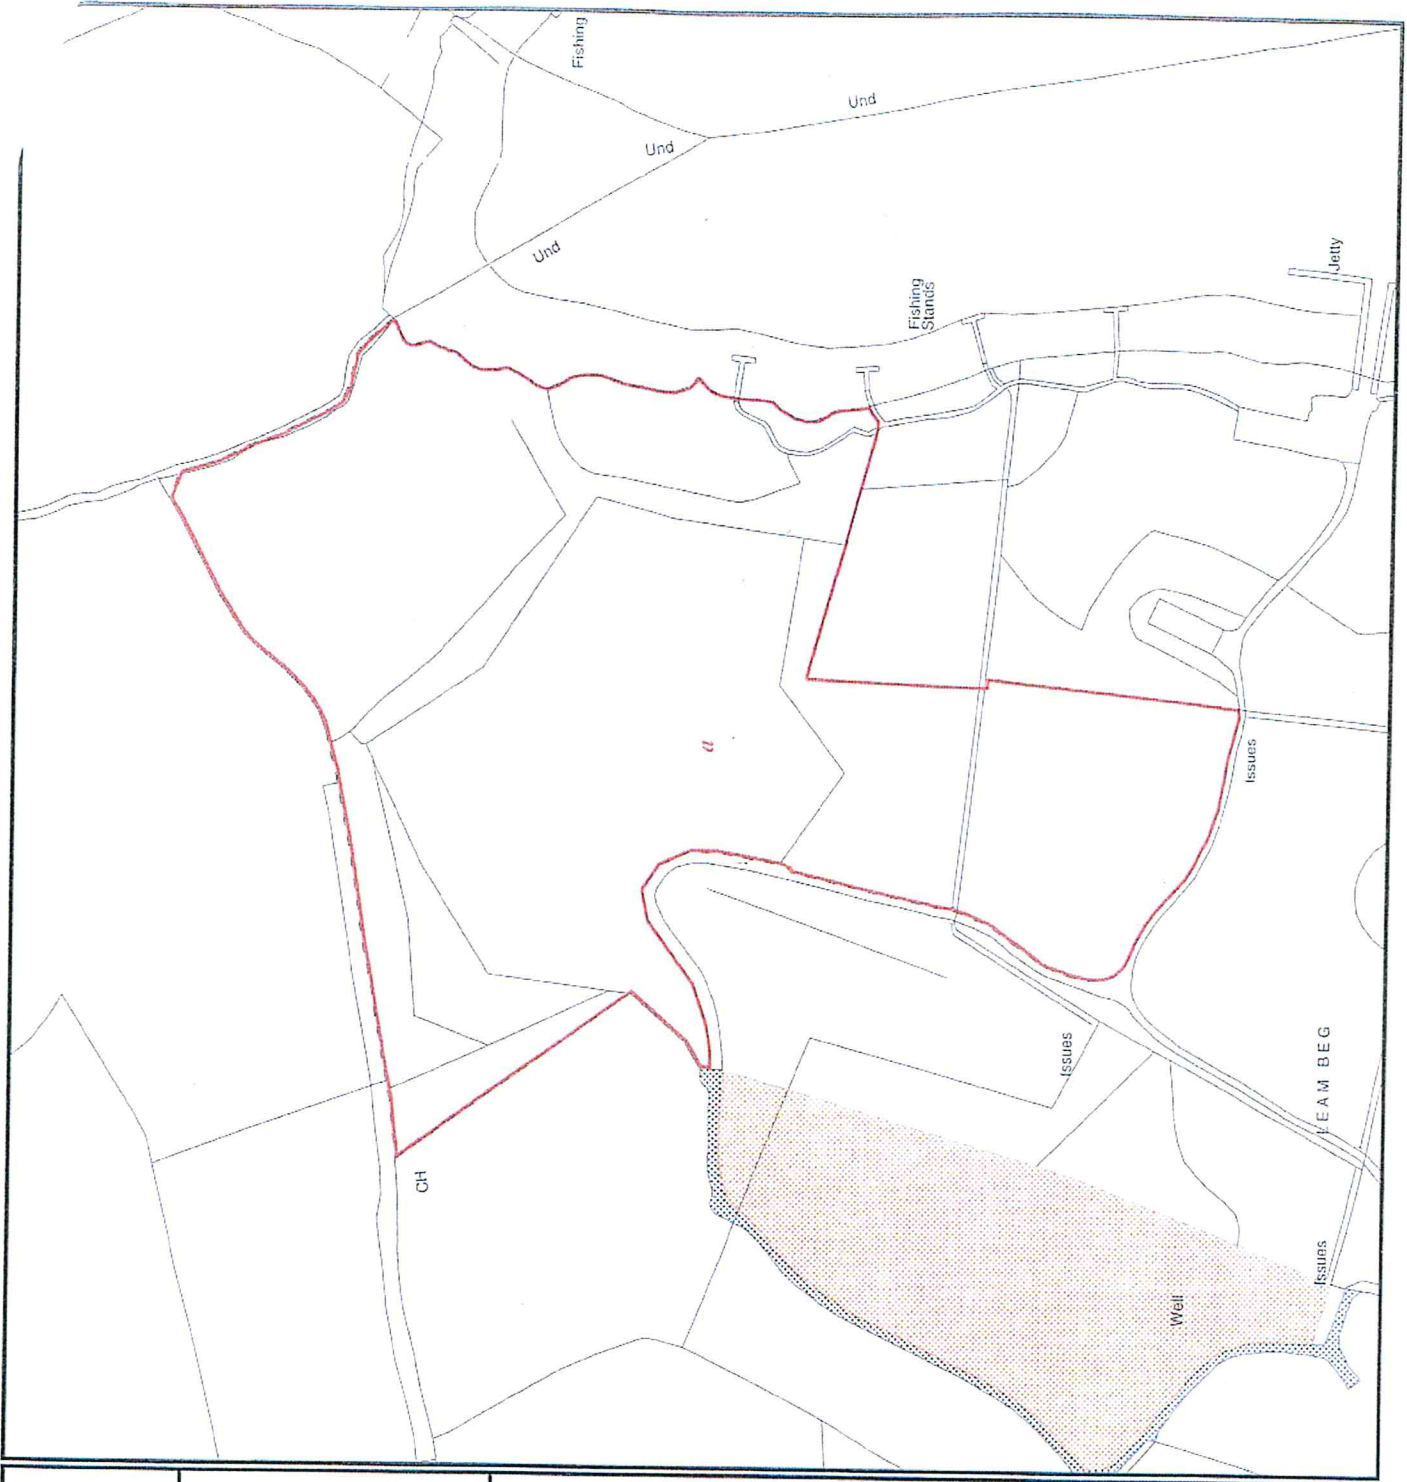 Fishing
Und
Und
Und
Fishing
Stands
Jetty
a
Issues
Issues
LEAM BEG
CH
Issues
Well